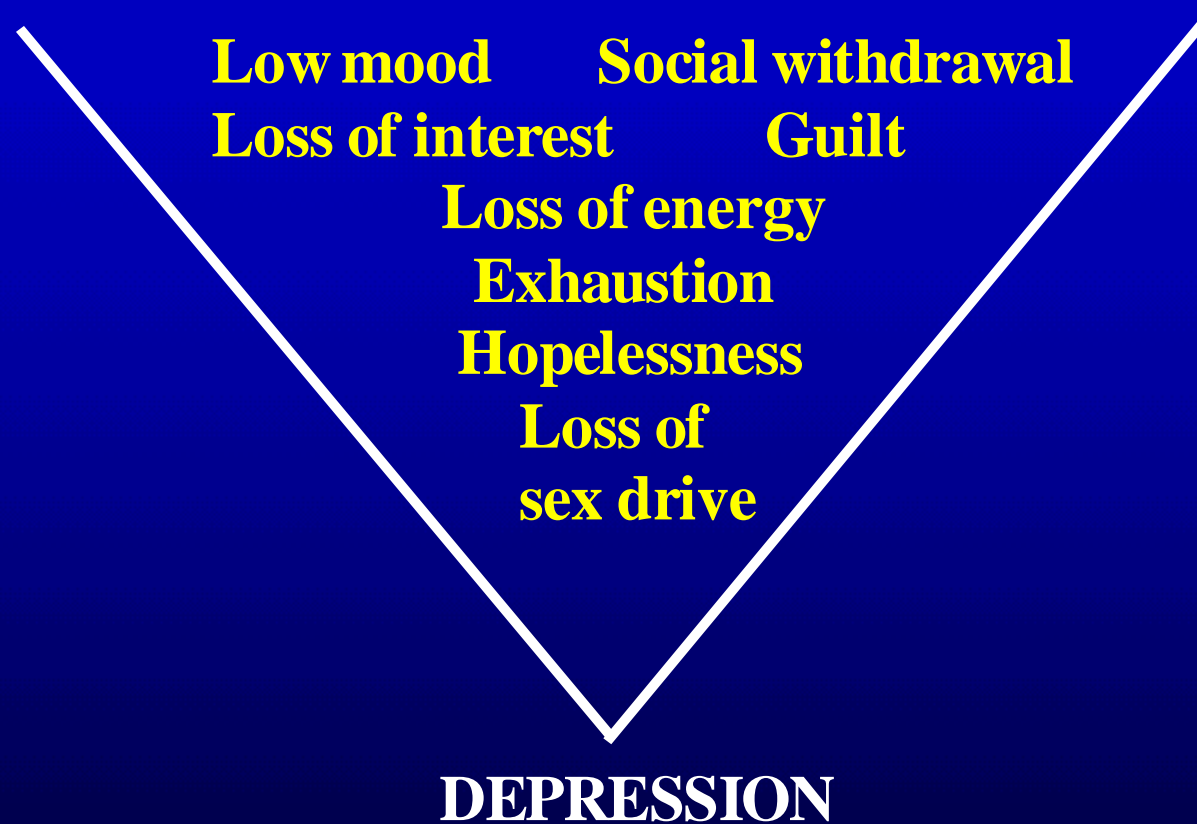 Low mood Social withdrawal
Loss of interest Guilt
Loss of energy
Exhaustion
Hopelessness
Loss of
sex drive
DEPRESSION